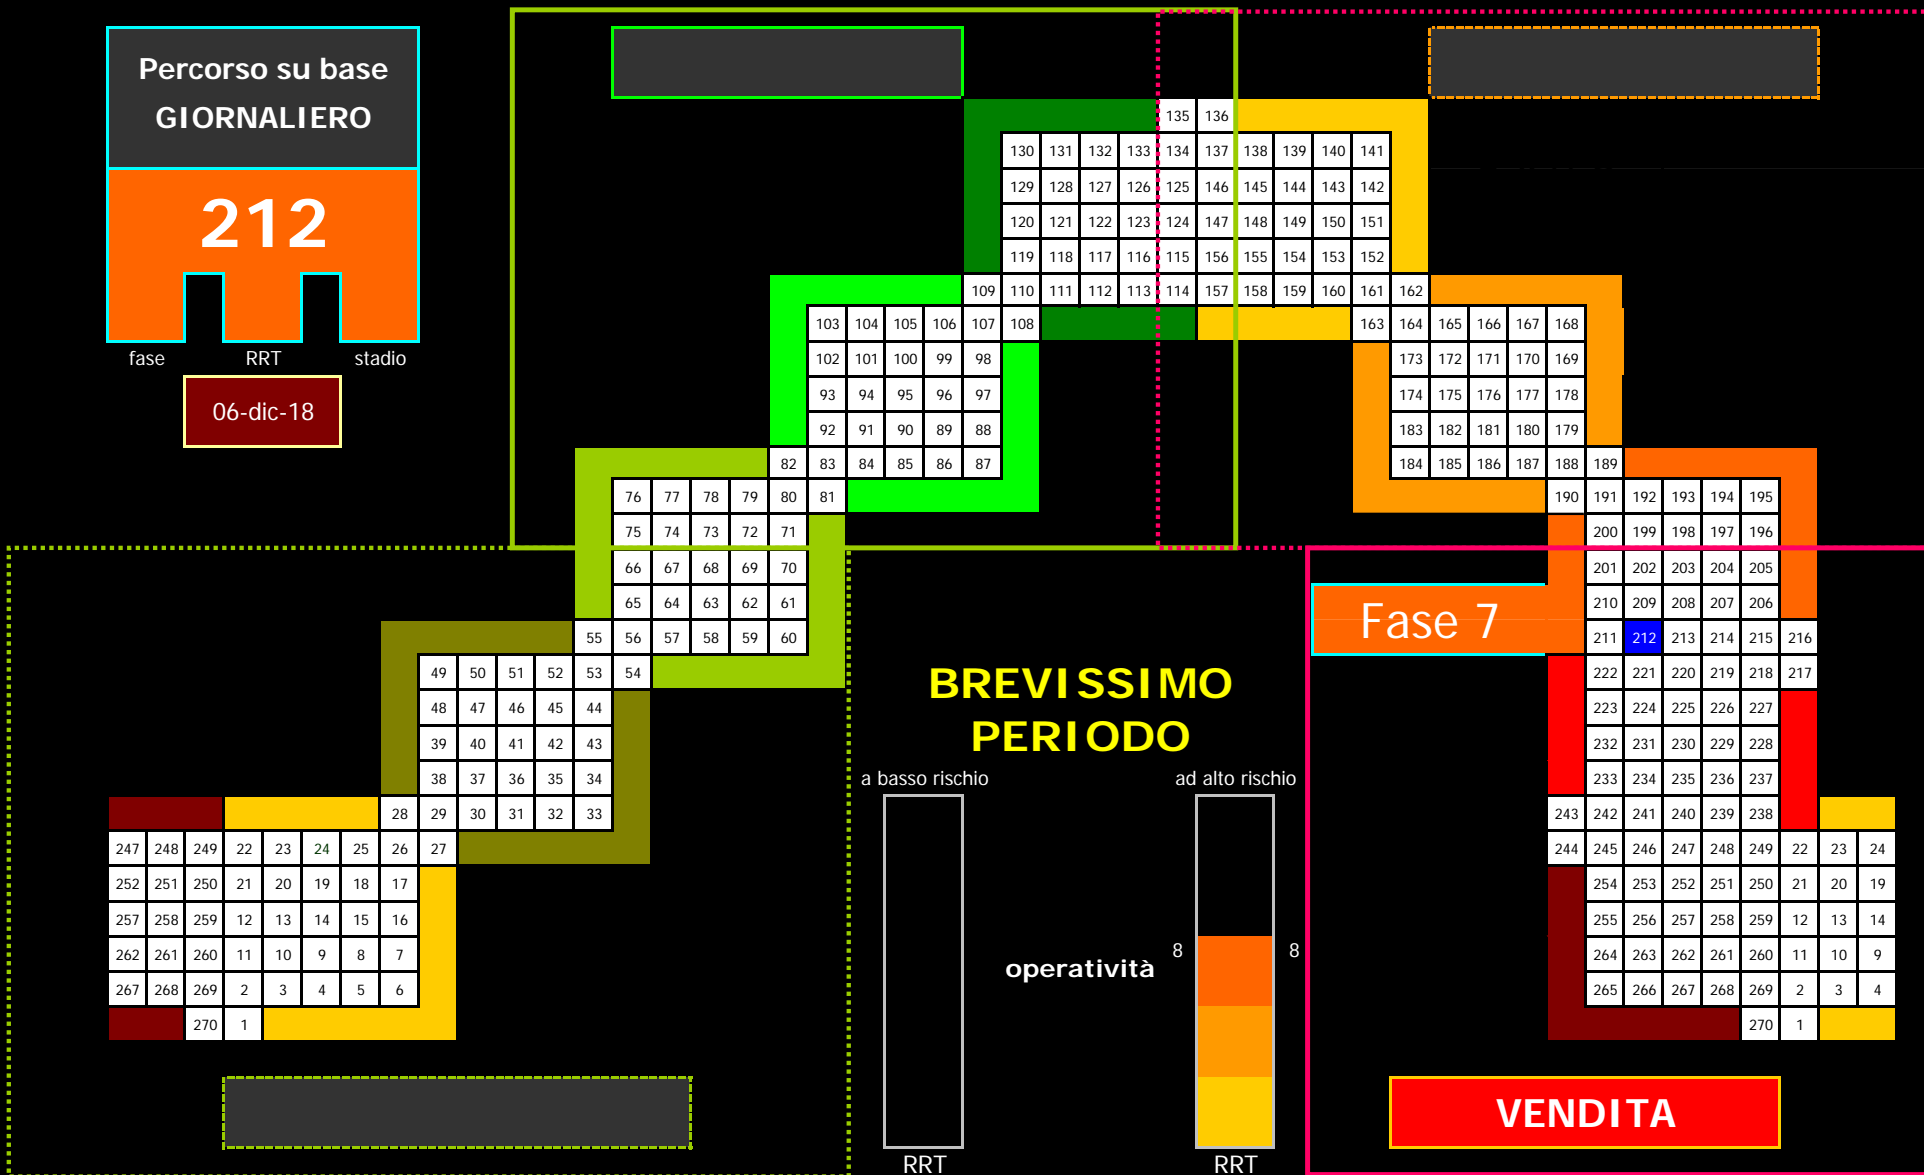 Percorso su base
GIORNALIERO
212
fase RRT stadio
06-dic-18
135 136
130 131 132 133 134 137 138 139 140 141
129 128 127 126 125 146 145 144 143 142
120 121 122 123 124 147 148 149 150 151
119 118 117 116 115 156 155 154 153 152
109 110 111 112 113 114 157 158 159 160 161 162
103 104 105 106 107 108 163 164 165 166 167 168
102 101 100 99 98 173 172 171 170 169
93 94 95 96 97 174 175 176 177 178
92 91 90 89 88 183 182 181 180 179
82 83 84 85 86 87 184 185 186 187 188 189
76 77 78 79 80 81 190 191 192 193 194 195
75 74 73 72 71 200 199 198 197 196
66 67 68 69 70 201 202 203 204 205
65 64 63 62 61 210 209 208 207 206
Fase 7
55 56 57 58 59 60 211 212 213 214 215 216
49 50 51 52 53 54 222 221 220 219 218 217
BREVISSIMO
PERIODO
48 47 46 45 44 223 224 225 226 227
39 40 41 42 43 232 231 230 229 228
38 37 36 35 34 233 234 235 236 237
a basso rischio ad alto rischio
28 29 30 31 32 33 243 242 241 240 239 238
247 248 249 22 23 24 25 26 27 244 245 246 247 248 249 22 23 24
252 251 250 21 20 19 18 17 254 253 252 251 250 21 20 19
257 258 259 12 13 14 15 16 255 256 257 258 259 12 13 14
262 261 260 11 10 9 8 7 264 263 262 261 260 11 10 9
8 8
operatività
267 268 269 2 3 4 5 6 265 266 267 268 269 2 3 4
270 1 270 1
VENDITA
RRT RRT